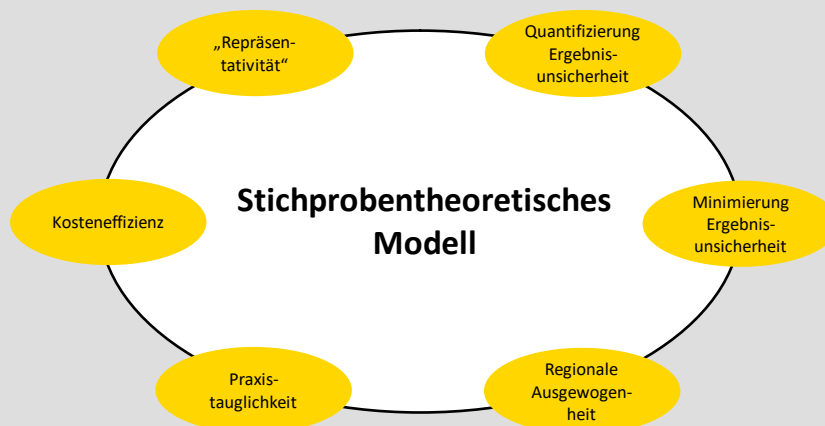 „Repräsen-
tativität“
Quantifizierung
Ergebnis-
unsicherheit
Kosteneffizienz
Stichprobentheoretisches
Modell
Minimierung
Ergebnis-
unsicherheit
Praxis-
tauglichkeit
Regionale
Ausgewogen-
heit